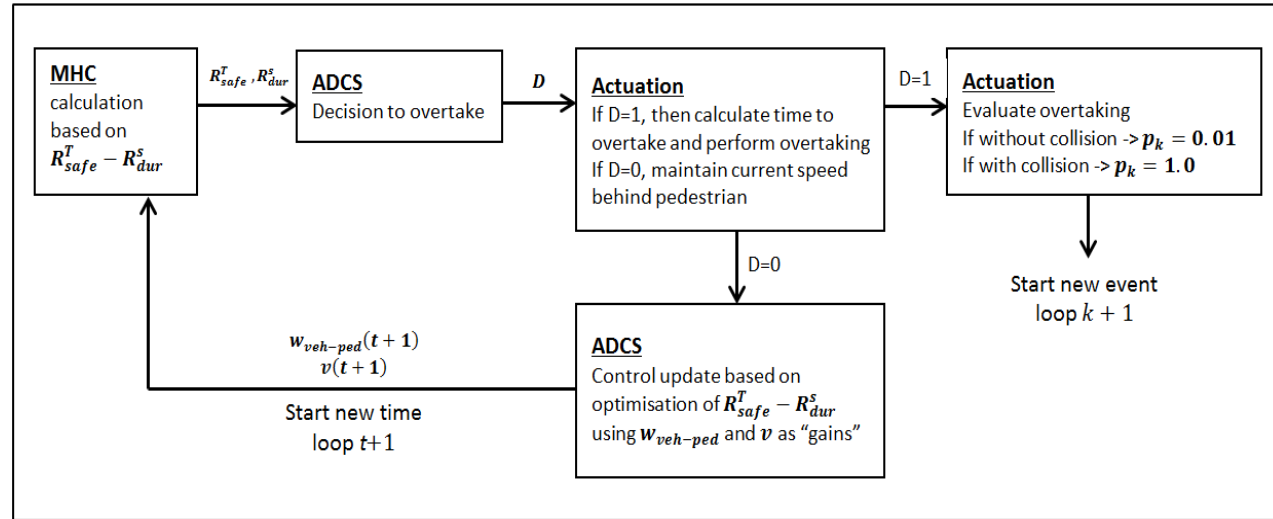 MHC
calculation
based on
R^T_safe − R^s_dur
R^T_safe , R^s_dur
ADCS
Decision to overtake
D
Actuation
If D=1, then calculate time to
overtake and perform overtaking
If D=0, maintain current speed
behind pedestrian
D=1
Actuation
Evaluate overtaking
If without collision -> p_k = 0.01
If with collision -> p_k = 1.0
D=0
Start new event
loop k + 1
ADCS
Control update based on
optimisation of R^T_safe − R^s_dur
using w_veh−ped and v as “gains”
w_veh−ped(t + 1)
v(t + 1)
Start new time
loop t+1